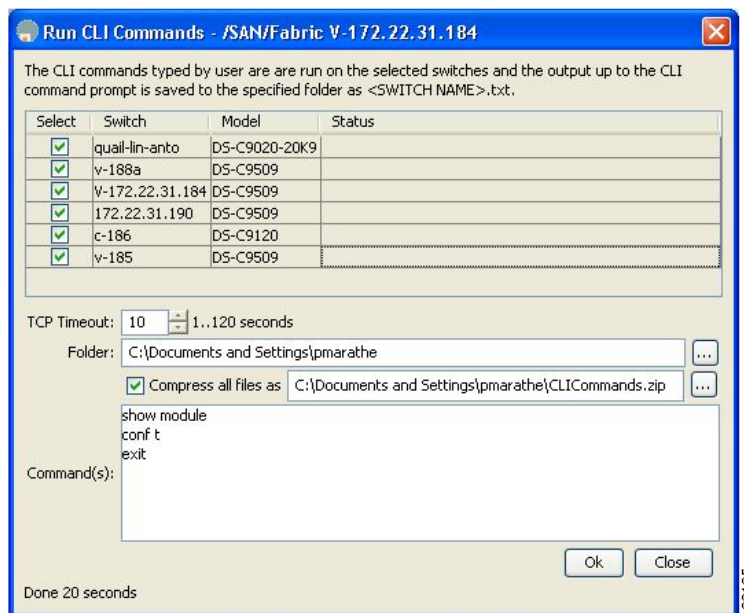 Run CLI Commands - /SAN/Fabric V-172.22.31.184
The CLI commands typed by user are are run on the selected switches and the output up to the CLI
command prompt is saved to the specified folder as <SWITCH NAME>.txt.
Select Switch Model Status
quail-lin-anto DS-C9020-20K9
v-188a DS-C9509
V-172.22.31.184 DS-C9509
172.22.31.190 DS-C9509
c-186 DS-C9120
v-185 DS-C9509
TCP Timeout: 10 1..120 seconds
Folder: C:\Documents and Settings\pmarathe ...
Compress all files as C:\Documents and Settings\pmarathe\CLICommands.zip ...
Command(s):
show module
conf t
exit
Ok Close
Done 20 seconds